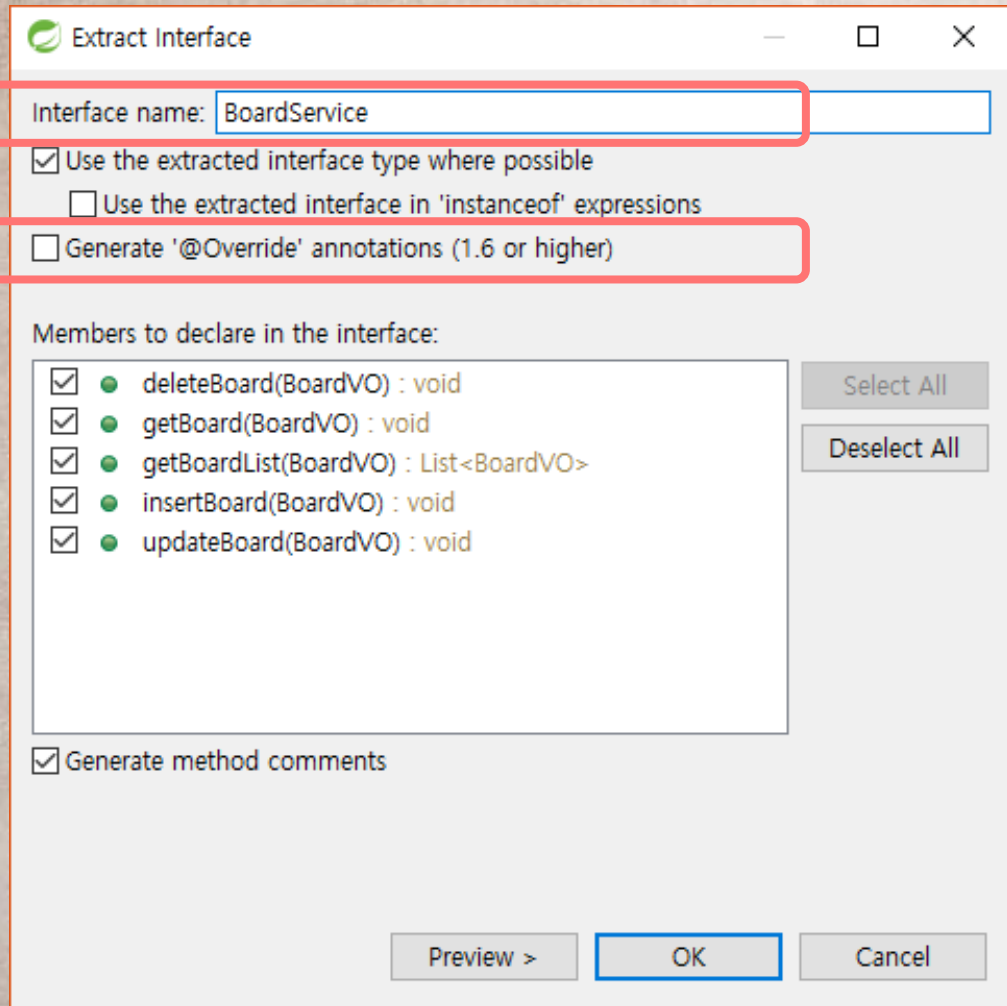 Extract Interface
Interface name: BoardService
Use the extracted interface type where possible
Use the extracted interface in 'instanceof' expressions
Generate '@Override' annotations (1.6 or higher)
Members to declare in the interface:
deleteBoard(BoardVO) : void
getBoard(BoardVO) : void
getBoardList(BoardVO) : List<BoardVO>
insertBoard(BoardVO) : void
updateBoard(BoardVO) : void
Select All
Deselect All
Generate method comments
Preview > OK Cancel